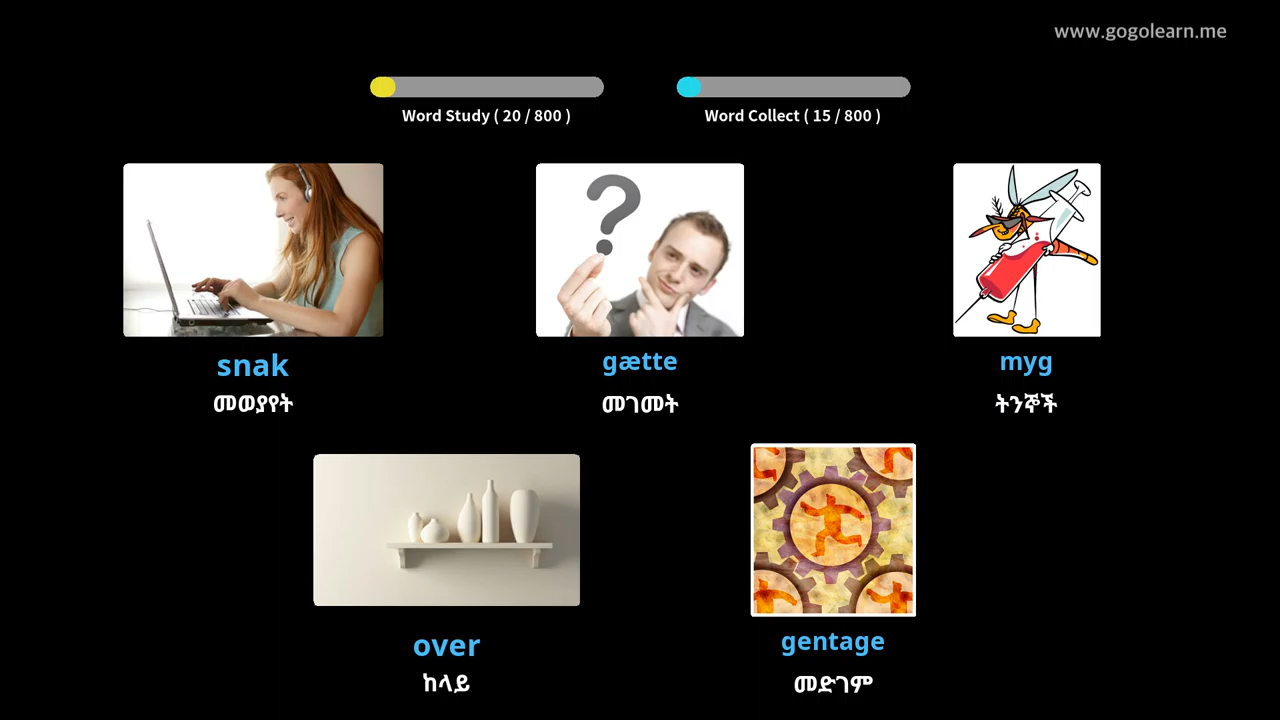 www.gogolearn.me
Word Study ( 20 / 800 )
Word Collect ( 15 / 800 )
snak
መወያየት
gætte
መገመት
myg
ትንኞች
over
ከላይ
gentage
መድገም